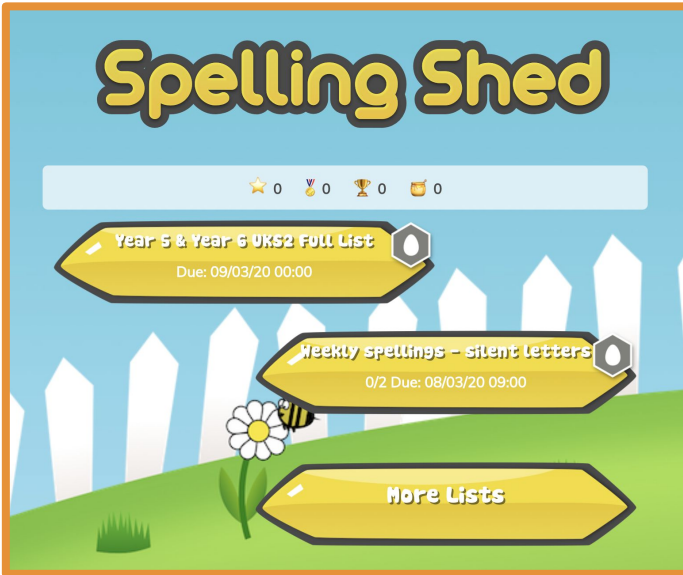 Spelling Shed
0 0 0 0
Year 5 & Year 6 UKS2 Full List
Due: 09/03/20 00:00
Weekly spellings - silent letters
0/2 Due: 08/03/20 09:00
More Lists